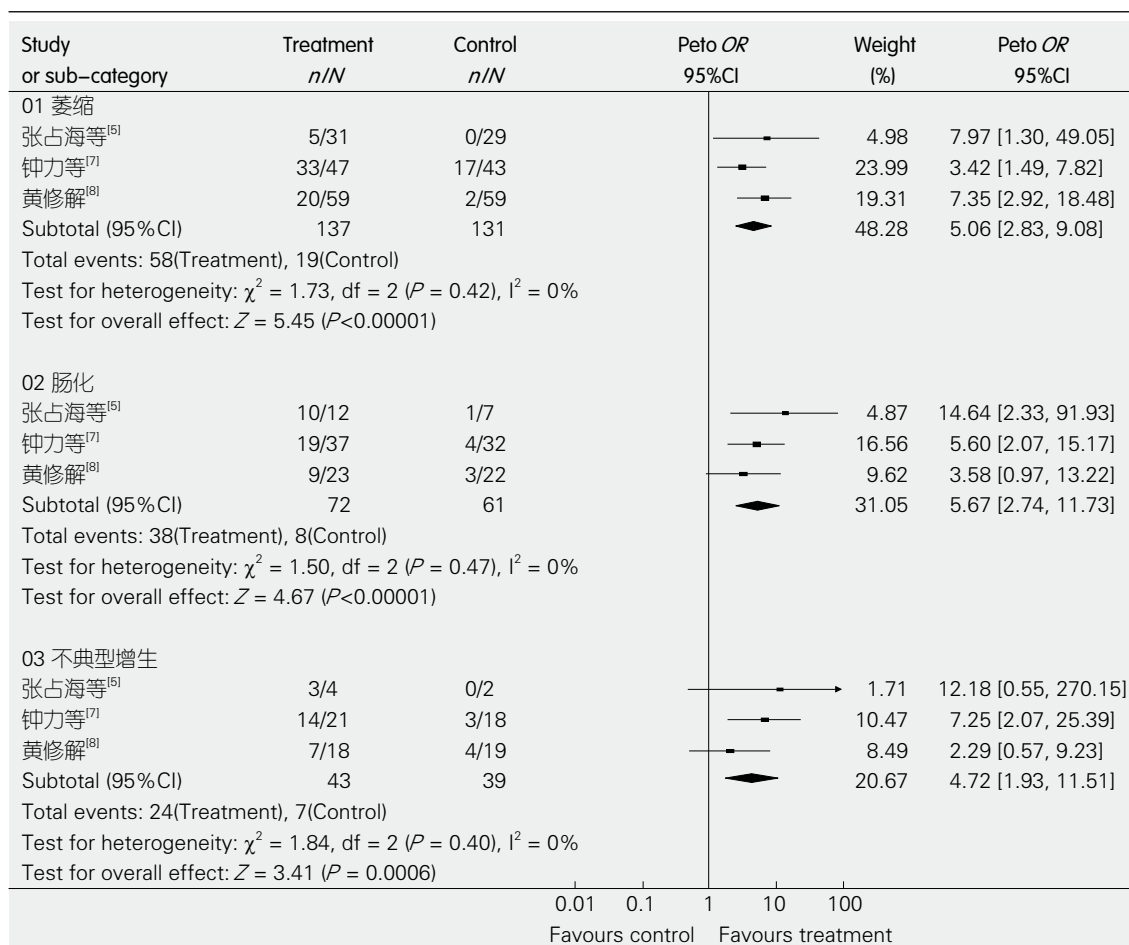 Study Treatment Control Peto OR Weight Peto OR
or sub-category n/N n/N 95%CI (%) 95%CI
01 萎缩
张占海等[5] 5/31 0/29 4.98 7.97 [1.30, 49.05]
钟力等[7] 33/47 17/43 23.99 3.42 [1.49, 7.82]
黄修解[8] 20/59 2/59 19.31 7.35 [2.92, 18.48]
Subtotal (95%CI) 137 131 48.28 5.06 [2.83, 9.08]
Total events: 58(Treatment), 19(Control)
Test for heterogeneity: χ² = 1.73, df = 2 (P = 0.42), I² = 0%
Test for overall effect: Z = 5.45 (P<0.00001)
02 肠化
张占海等[5] 10/12 1/7 4.87 14.64 [2.33, 91.93]
钟力等[7] 19/37 4/32 16.56 5.60 [2.07, 15.17]
黄修解[8] 9/23 3/22 9.62 3.58 [0.97, 13.22]
Subtotal (95%CI) 72 61 31.05 5.67 [2.74, 11.73]
Total events: 38(Treatment), 8(Control)
Test for heterogeneity: χ² = 1.50, df = 2 (P = 0.47), I² = 0%
Test for overall effect: Z = 4.67 (P<0.00001)
03 不典型增生
张占海等[5] 3/4 0/2 1.71 12.18 [0.55, 270.15]
钟力等[7] 14/21 3/18 10.47 7.25 [2.07, 25.39]
黄修解[8] 7/18 4/19 8.49 2.29 [0.57, 9.23]
Subtotal (95%CI) 43 39 20.67 4.72 [1.93, 11.51]
Total events: 24(Treatment), 7(Control)
Test for heterogeneity: χ² = 1.84, df = 2 (P = 0.40), I² = 0%
Test for overall effect: Z = 3.41 (P = 0.0006)
0.01 0.1 1 10 100
Favours control Favours treatment